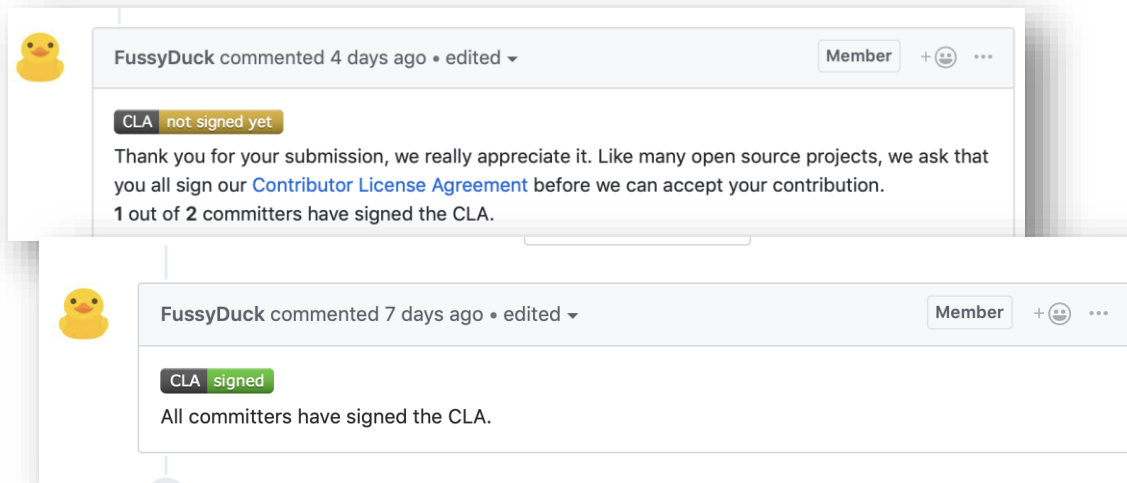 FussyDuck commented 4 days ago • edited
Member
CLA not signed yet
Thank you for your submission, we really appreciate it. Like many open source projects, we ask that
you all sign our Contributor License Agreement before we can accept your contribution.
1 out of 2 committers have signed the CLA.
FussyDuck commented 7 days ago • edited
Member
CLA signed
All committers have signed the CLA.